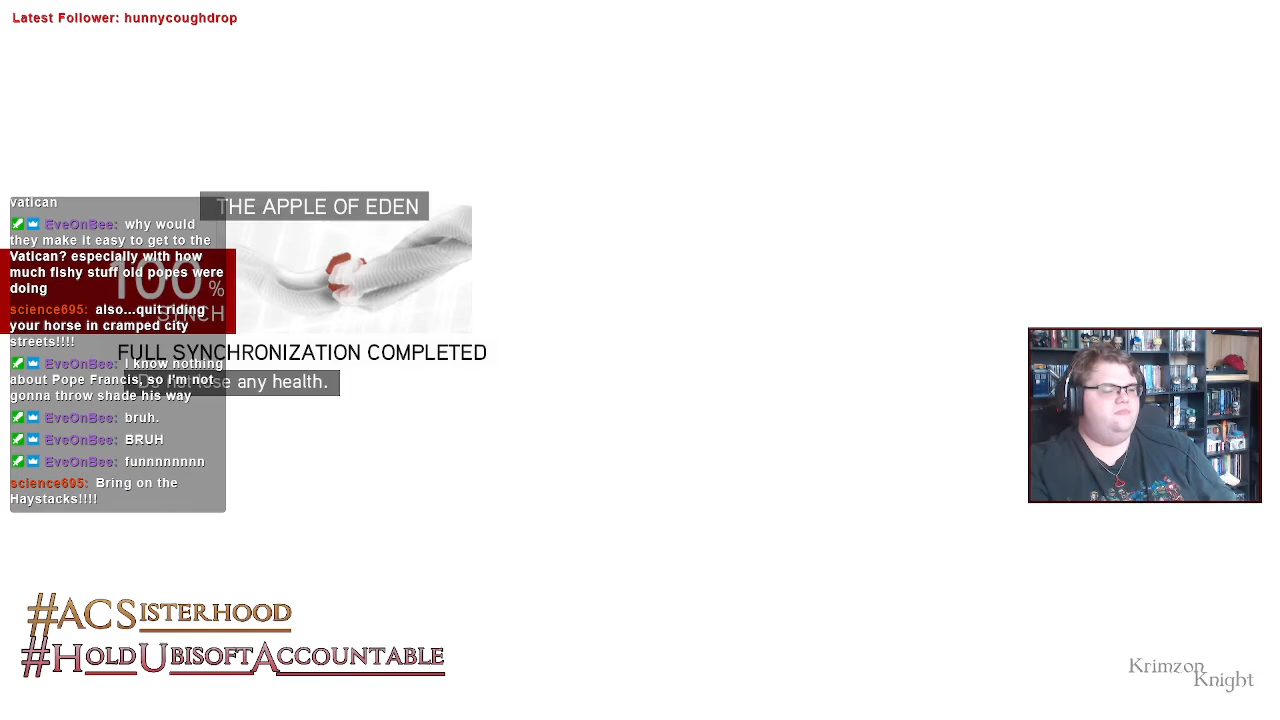 Latest Follower: hunnycoughdrop
THE APPLE OF EDEN
100%
SYNCH
FULL SYNCHRONIZATION COMPLETED
Do not lose any health.
vatican
EveOnBee: why would
they make it easy to get to the
Vatican? especially with how
much fishy stuff old popes were
doing
science695: also...quit riding
your horse in cramped city
streets!!!!
EveOnBee: I know nothing
about Pope Francis, so I'm not
gonna throw shade his way
EveOnBee: bruh.
EveOnBee: BRUH
EveOnBee: funnnnnnnn
science695: Bring on the
Haystacks!!!!
#ACSisterhood
#HoldUbisoftAccountable
Krimzon
Knight